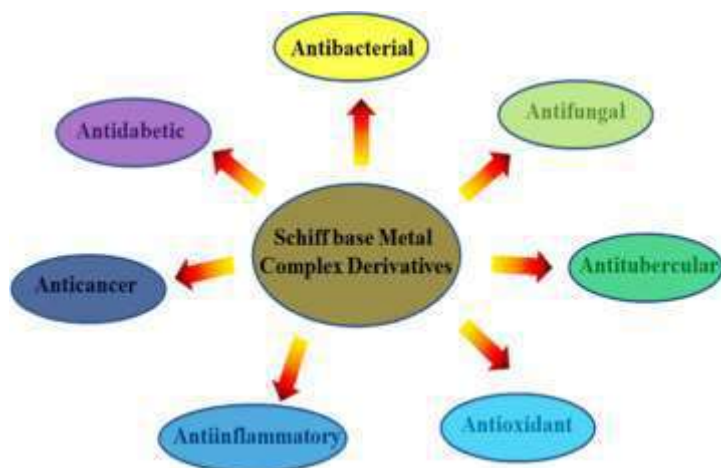 Antibacterial
Antidabetic
Antifungal
Schiff base Metal
Complex Derivatives
Anticancer
Antitubercular
Antiinflammatory
Antioxidant